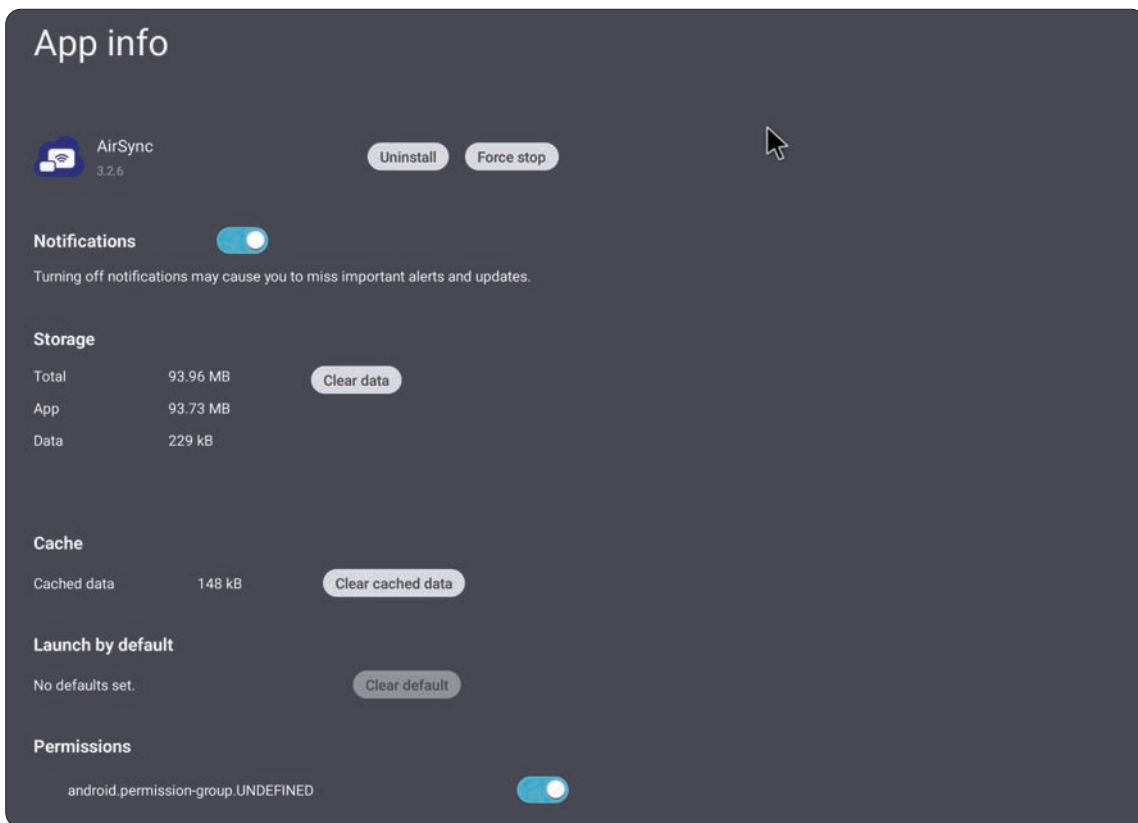 App info
AirSync
3.2.6
Uninstall Force stop
Notifications
Turning off notifications may cause you to miss important alerts and updates.
Storage
Total 93.96 MB Clear data
App 93.73 MB
Data 229 kB
Cache
Cached data 148 kB Clear cached data
Launch by default
No defaults set. Clear default
Permissions
android.permission-group.UNDEFINED